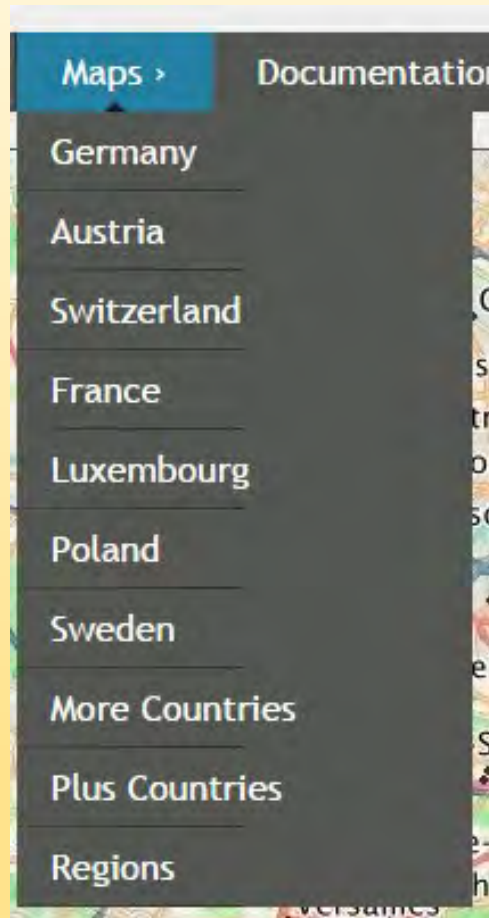 Maps ›
Documentation
Germany
Austria
Switzerland
France
Luxembourg
Poland
Sweden
More Countries
Plus Countries
Regions